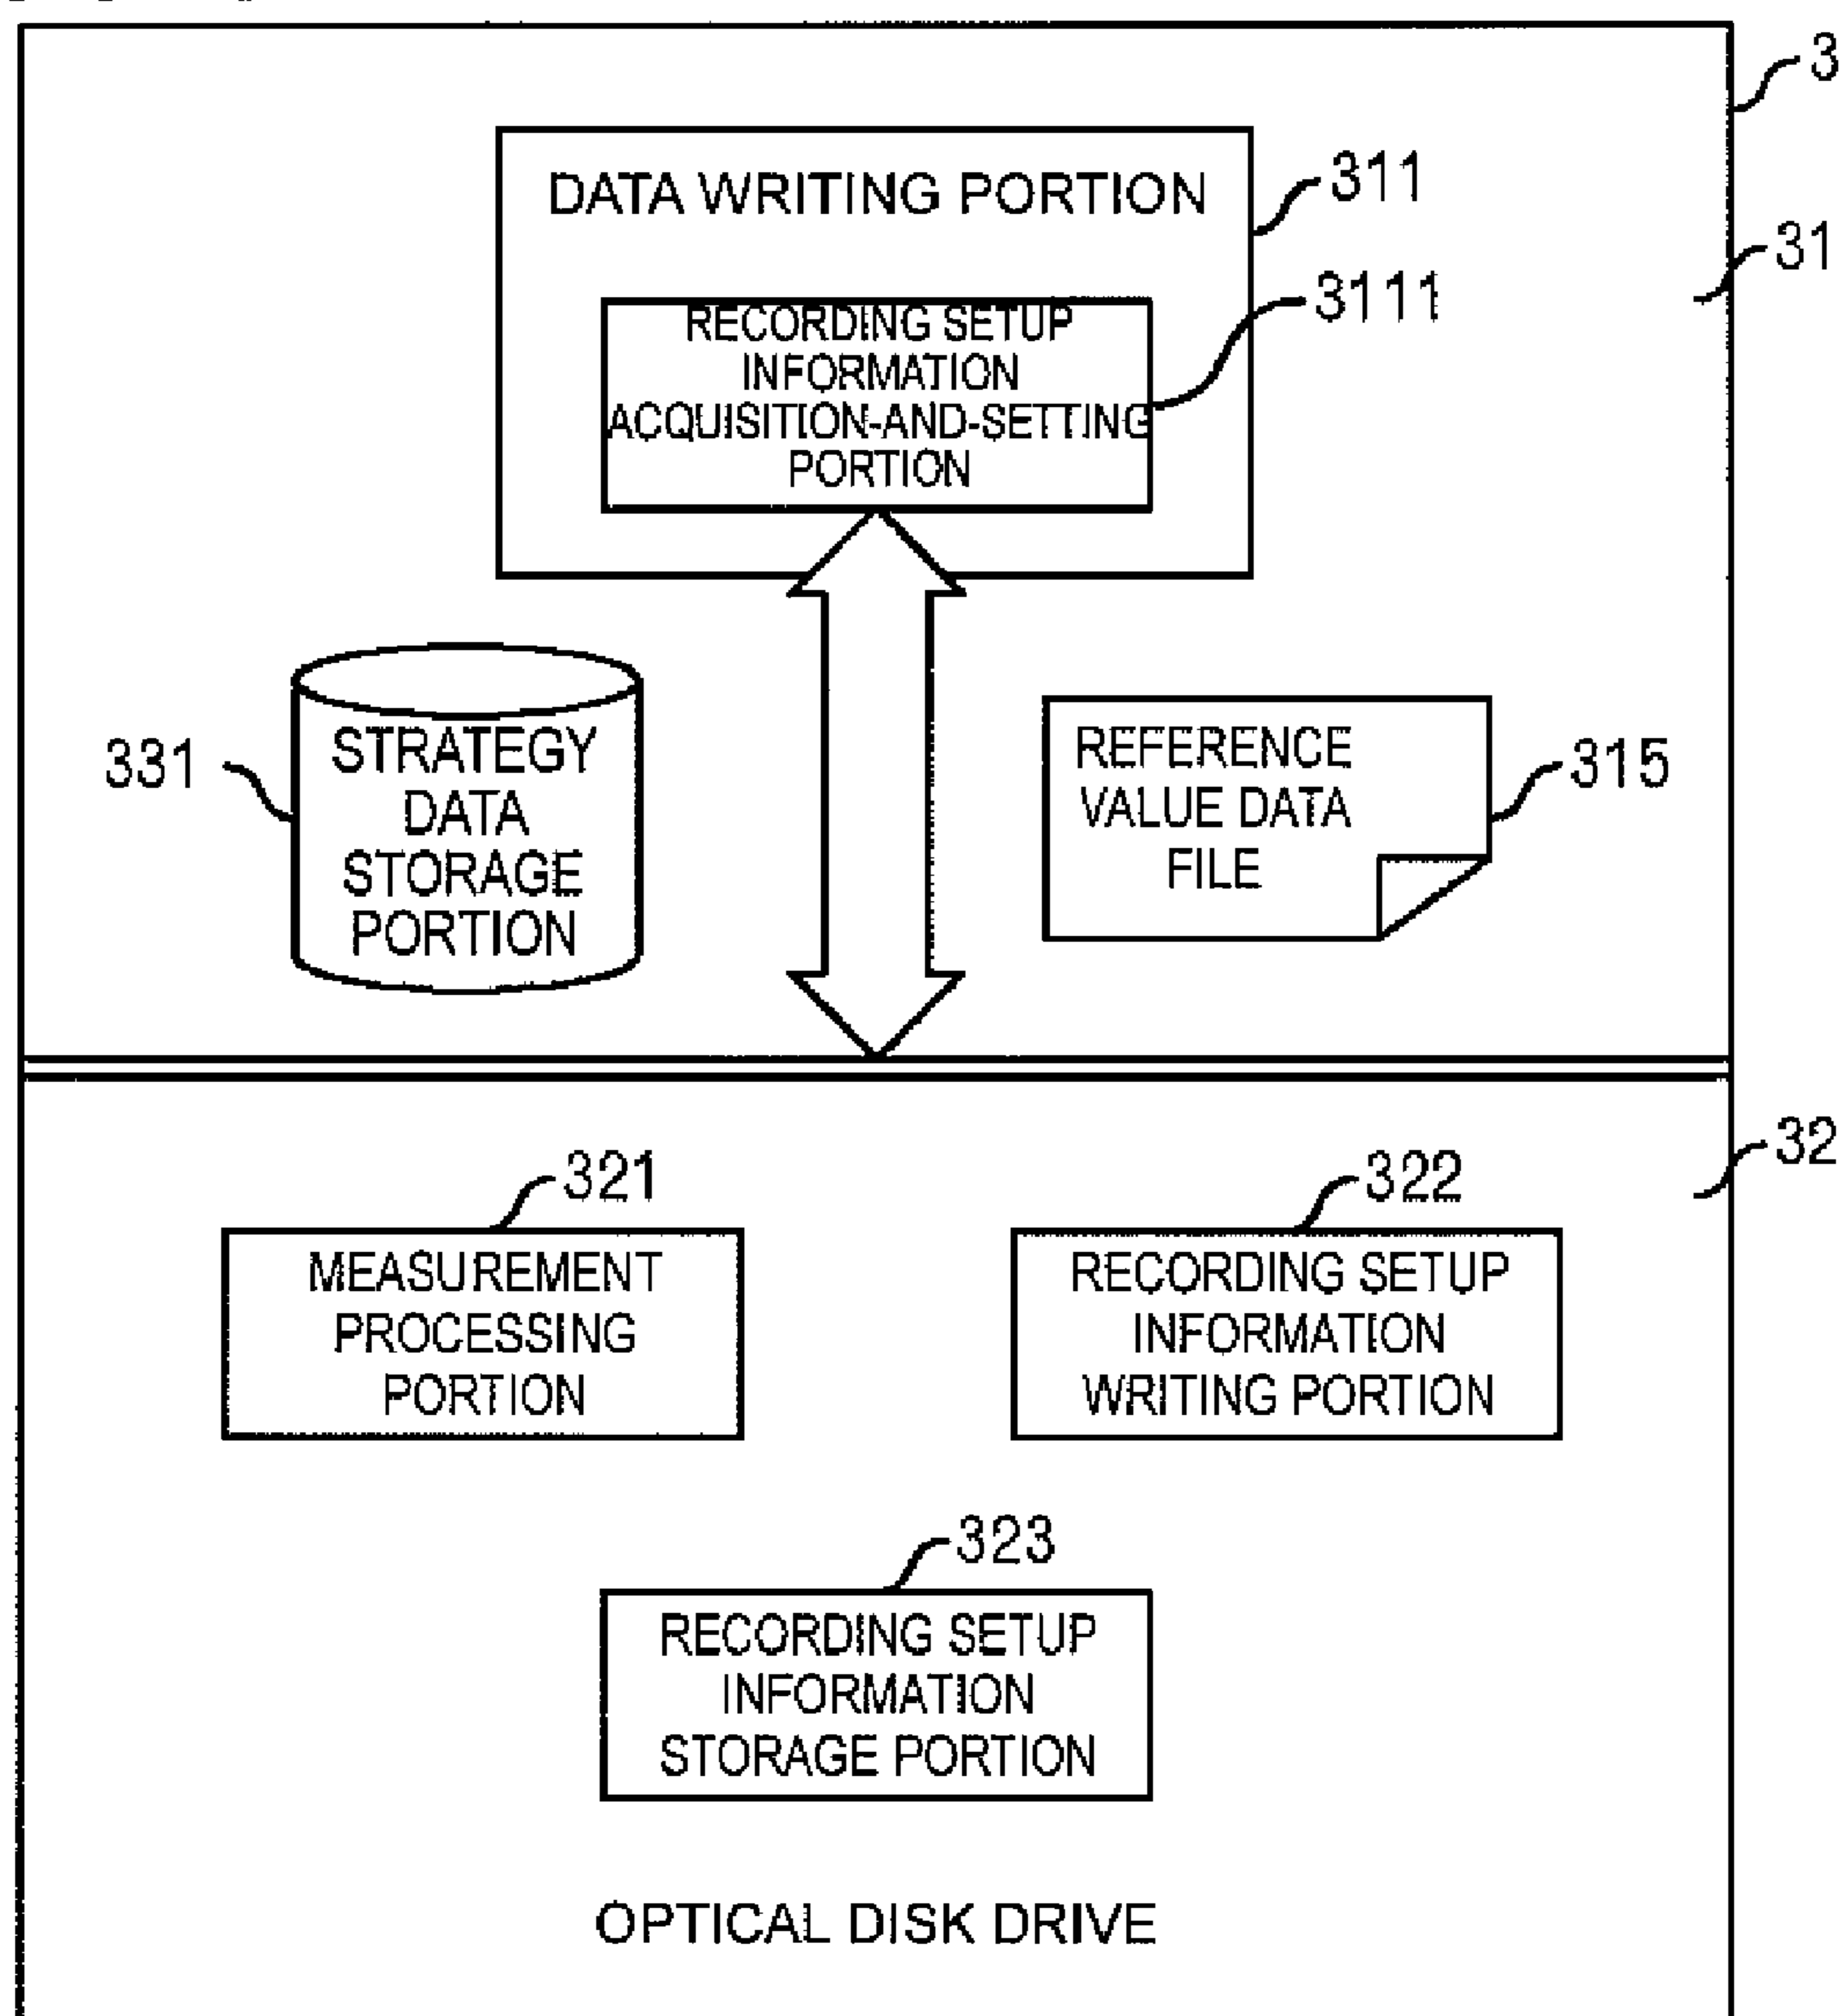 3
DATA WRITING PORTION
311
31
3111
RECORDING SETUP
INFORMATION
ACQUISITION-AND-SETTING
PORTION
331
STRATEGY
DATA
STORAGE
PORTION
REFERENCE
VALUE DATA
FILE
315
32
321
MEASUREMENT
PROCESSING
PORTION
322
RECORDING SETUP
INFORMATION
WRITING PORTION
323
RECORDING SETUP
INFORMATION
STORAGE PORTION
OPTICAL DISK DRIVE